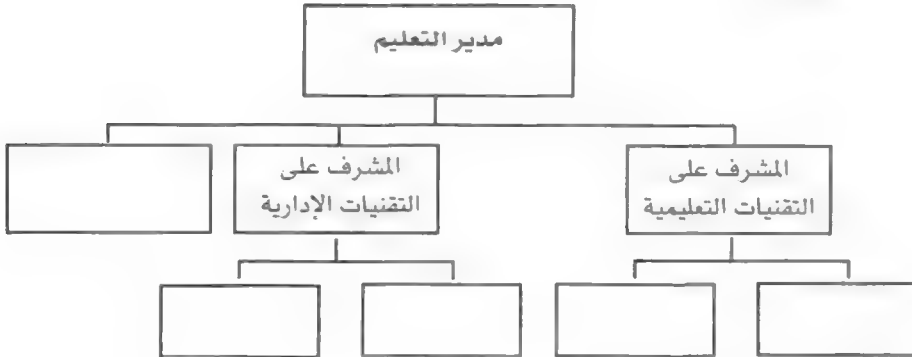 مدير التعليم
المشرف على
التقنيات التعليمية
المشرف على
التقنيات الإدارية